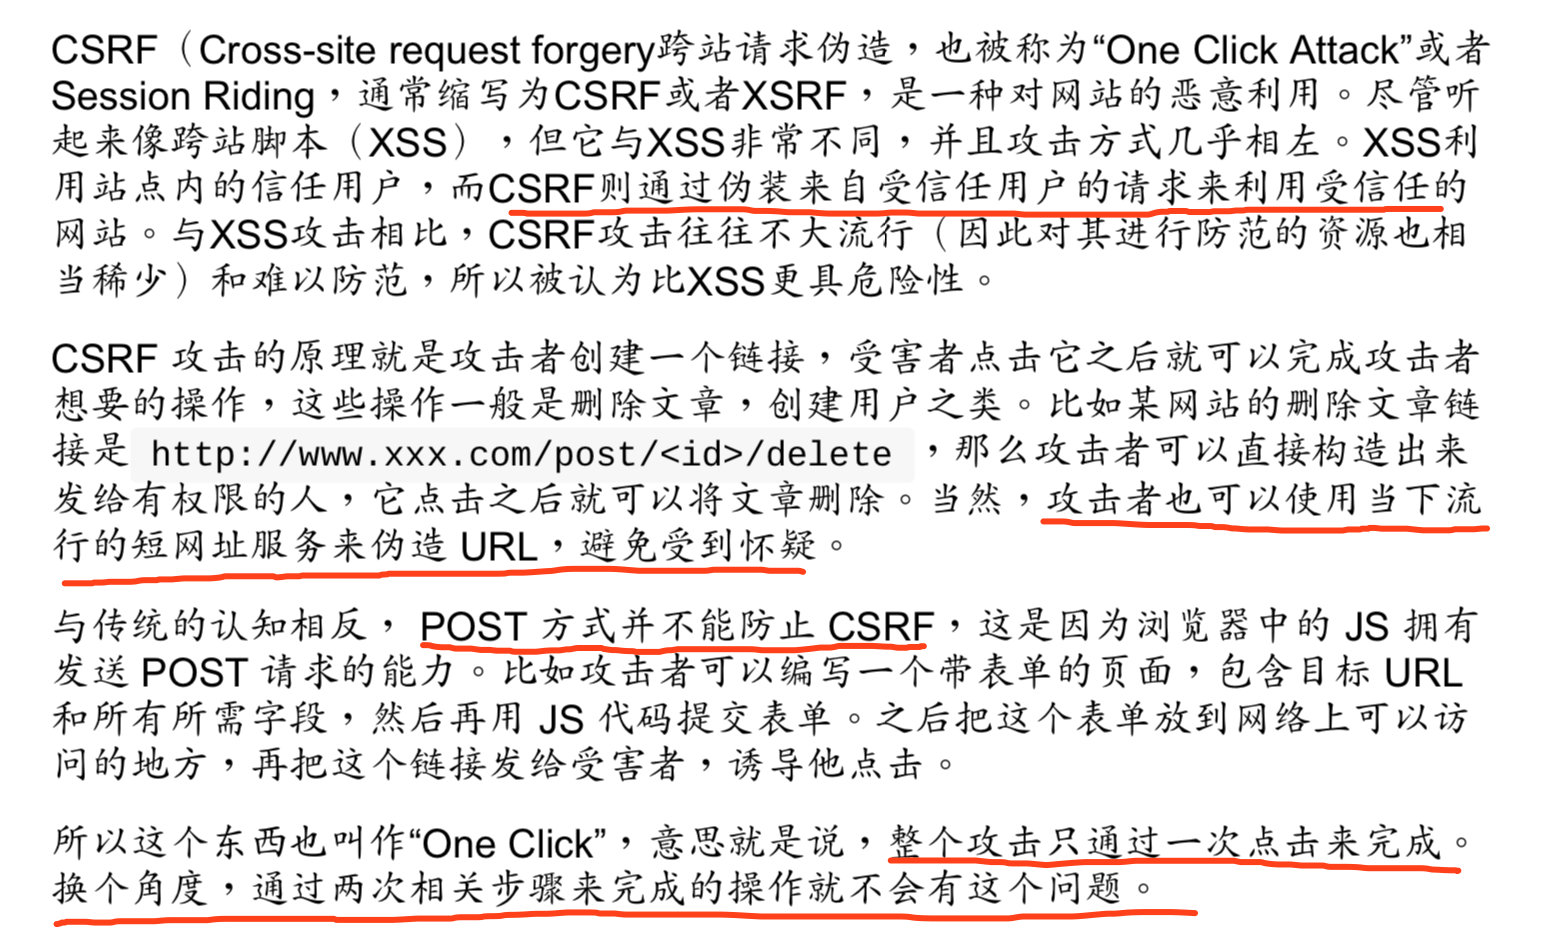 CSRF（Cross-site request forgery跨站请求伪造，也被称为“One Click Attack”或者
Session Riding，通常缩写为CSRF或者XSRF，是一种对网站的恶意利用。尽管听
起来像跨站脚本（XSS），但它与XSS非常不同，并且攻击方式几乎相左。XSS利
用站点内的信任用户，而CSRF则通过伪装来自受信任用户的请求来利用受信任的
网站。与XSS攻击相比，CSRF攻击往往不大流行（因此对其进行防范的资源也相
当稀少）和难以防范，所以被认为比XSS更具危险性。
CSRF 攻击的原理就是攻击者创建一个链接，受害者点击它之后就可以完成攻击者
想要的操作，这些操作一般是删除文章，创建用户之类。比如某网站的删除文章链
接是 http://www.xxx.com/post/<id>/delete ，那么攻击者可以直接构造出来
发给有权限的人，它点击之后就可以将文章删除。当然，攻击者也可以使用当下流
行的短网址服务来伪造 URL，避免受到怀疑。
与传统的认知相反， POST 方式并不能防止 CSRF，这是因为浏览器中的 JS 拥有
发送 POST 请求的能力。比如攻击者可以编写一个带表单的页面，包含目标 URL
和所有所需字段，然后再用 JS 代码提交表单。之后把这个表单放到网络上可以访
问的地方，再把这个链接发给受害者，诱导他点击。
所以这个东西也叫作“One Click”，意思就是说，整个攻击只通过一次点击来完成。
换个角度，通过两次相关步骤来完成的操作就不会有这个问题。